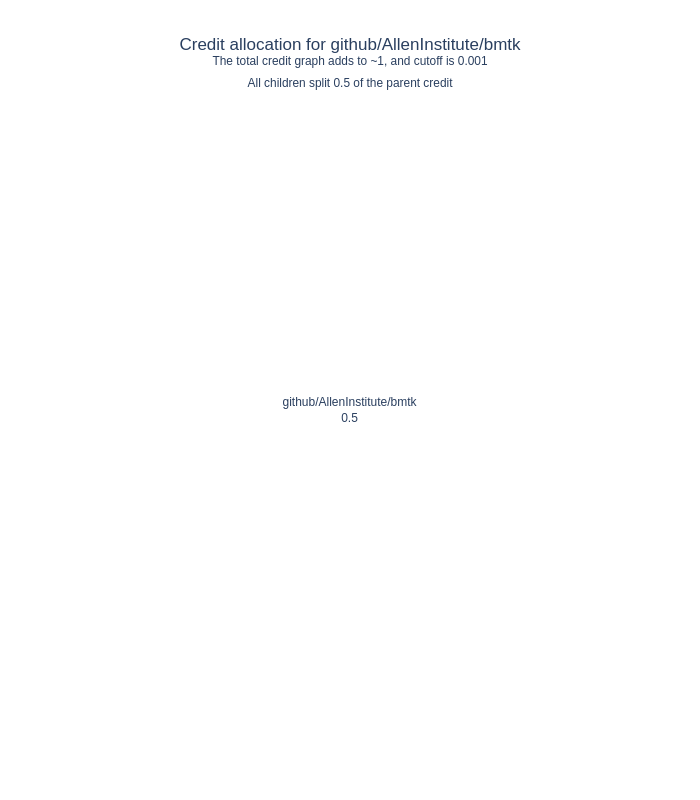 Credit allocation for github/AllenInstitute/bmtk
The total credit graph adds to ~1, and cutoff is 0.001
All children split 0.5 of the parent credit
github/AllenInstitute/bmtk
0.5